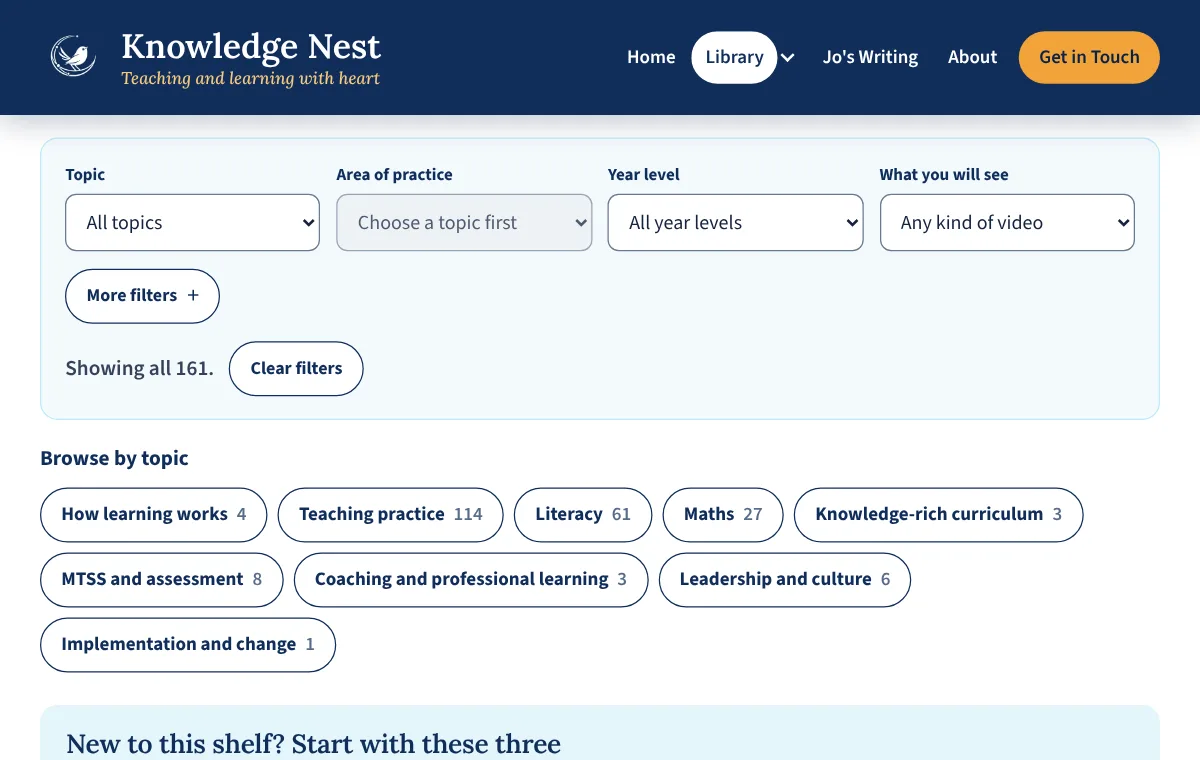 Knowledge Nest
Teaching and learning with heart
Home Library Jo's Writing About Get in Touch
Topic Area of practice Year level What you will see
All topics Choose a topic first All year levels Any kind of video
More filters +
Showing all 161. Clear filters
Browse by topic
How learning works 4 Teaching practice 114 Literacy 61 Maths 27 Knowledge-rich curriculum 3
MTSS and assessment 8 Coaching and professional learning 3 Leadership and culture 6
Implementation and change 1
New to this shelf? Start with these three